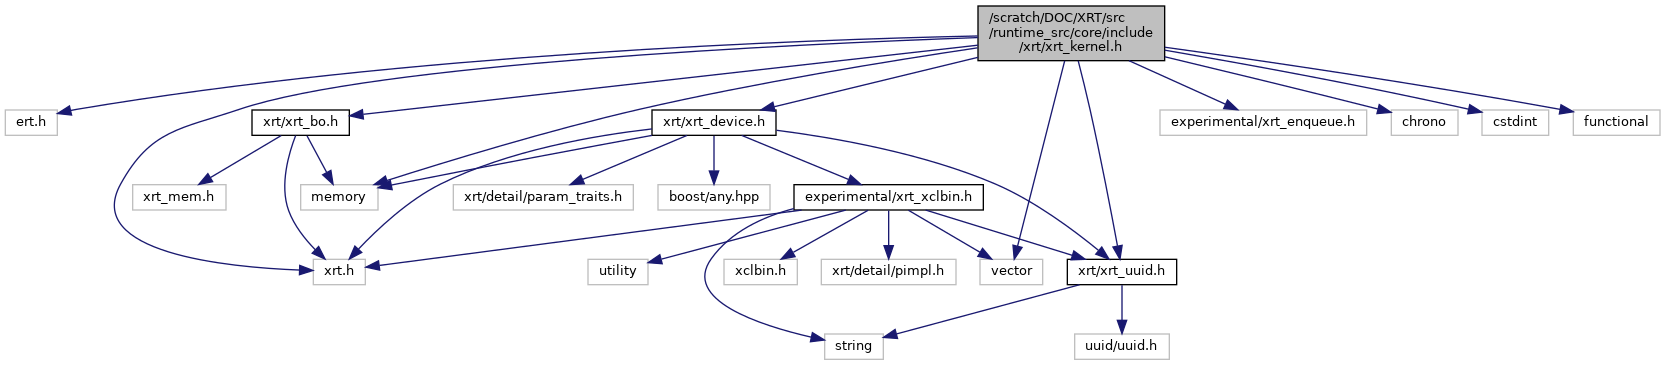 /scratch/DOC/XRT/src
/runtime_src/core/include
/xrt/xrt_kernel.h
ert.h
xrt/xrt_bo.h
xrt/xrt_device.h
experimental/xrt_enqueue.h
chrono
cstdint
functional
xrt_mem.h
memory
xrt/detail/param_traits.h
boost/any.hpp
experimental/xrt_xclbin.h
xrt.h
utility
xclbin.h
xrt/detail/pimpl.h
vector
xrt/xrt_uuid.h
string
uuid/uuid.h